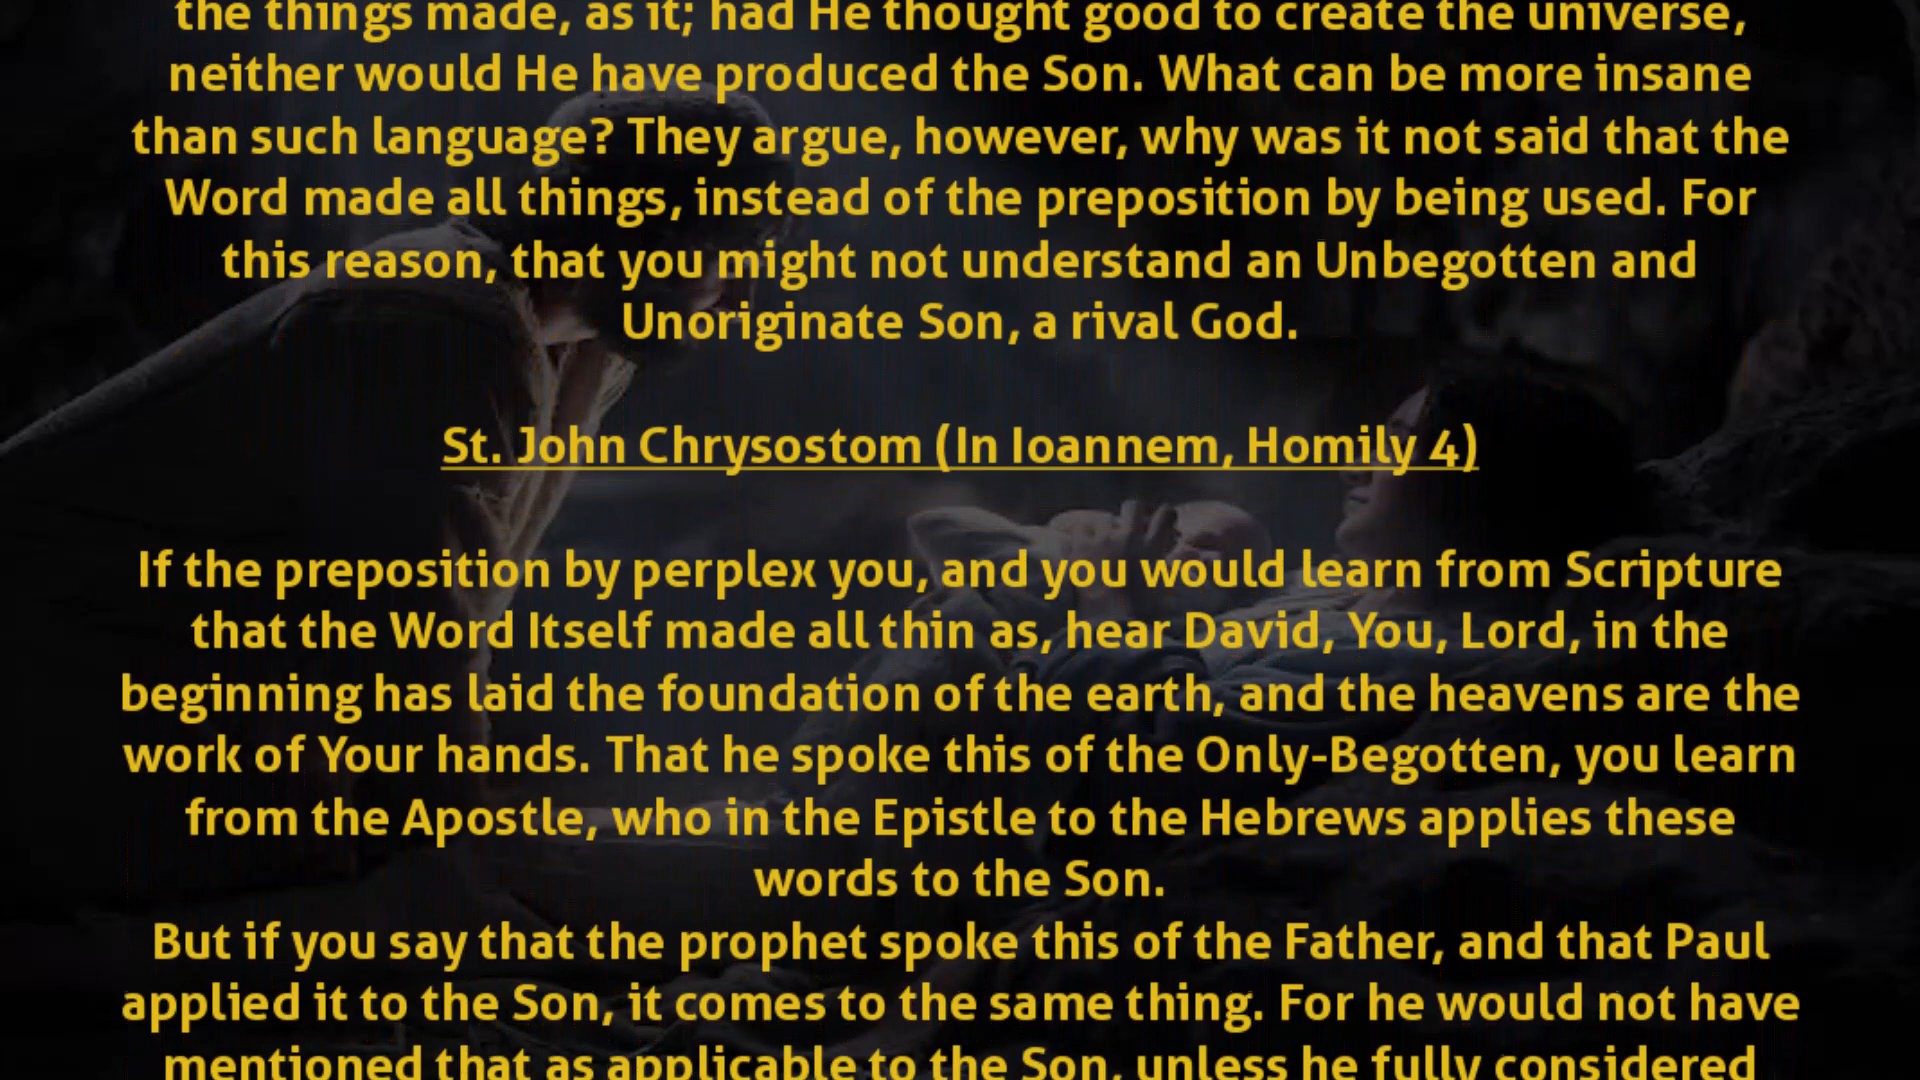 the things made, as it; had He thought good to create the universe,
neither would He have produced the Son. What can be more insane
than such language? They argue, however, why was it not said that the
Word made all things, instead of the preposition by being used. For
this reason, that you might not understand an Unbegotten and
Unoriginate Son, a rival God.
St. John Chrysostom (In Ioannem, Homily 4)
If the preposition by perplex you, and you would learn from Scripture
that the Word Itself made all thin as, hear David, You, Lord, in the
beginning has laid the foundation of the earth, and the heavens are the
work of Your hands. That he spoke this of the Only-Begotten, you learn
from the Apostle, who in the Epistle to the Hebrews applies these
words to the Son.
But if you say that the prophet spoke this of the Father, and that Paul
applied it to the Son, it comes to the same thing. For he would not have
mentioned that as applicable to the Son, unless he fully considered